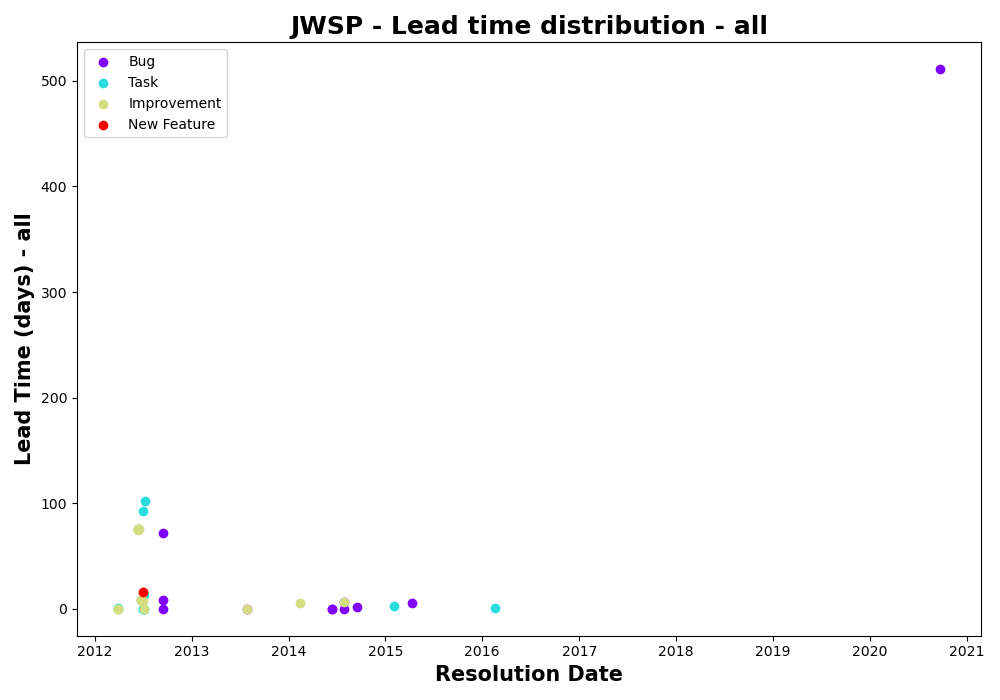 JWSP - Lead time distribution - all
Bug
Task
Improvement
New Feature
Lead Time (days) - all
500
400
300
200
100
0
2012 2013 2014 2015 2016 2017 2018 2019 2020 2021
Resolution Date